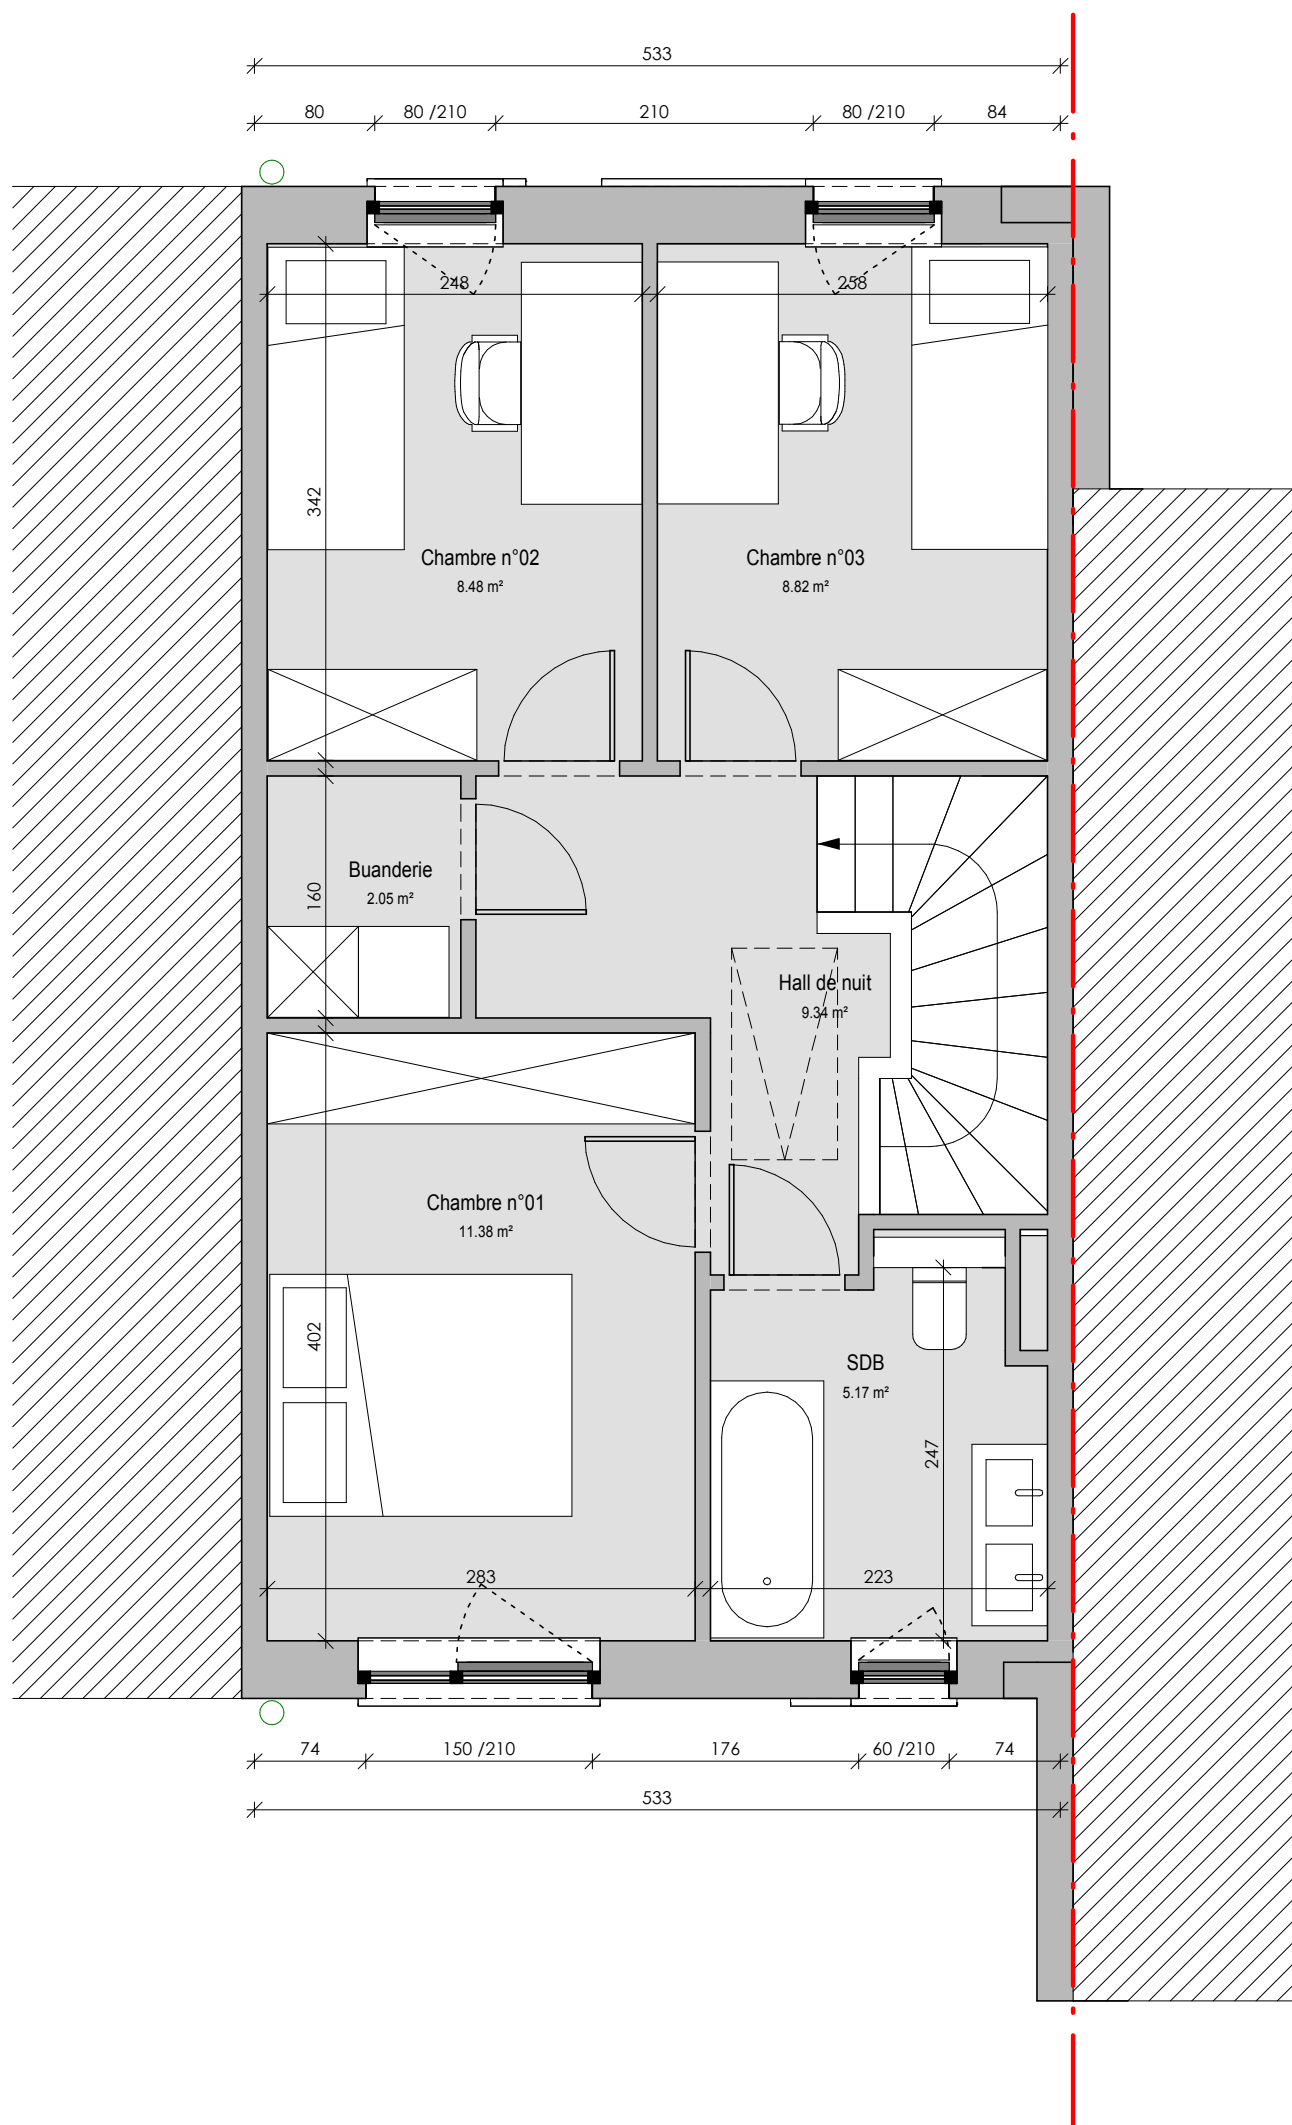 533
80
80 /210
210
80 /210
84
248
258
342
Chambre n°02
8.48 m²
Chambre n°03
8.82 m²
Buanderie
2.05 m²
160
Hall de nuit
9.34 m²
Chambre n°01
11.38 m²
402
SDB
5.17 m²
247
283
223
74
150 /210
176
60 /210
74
533